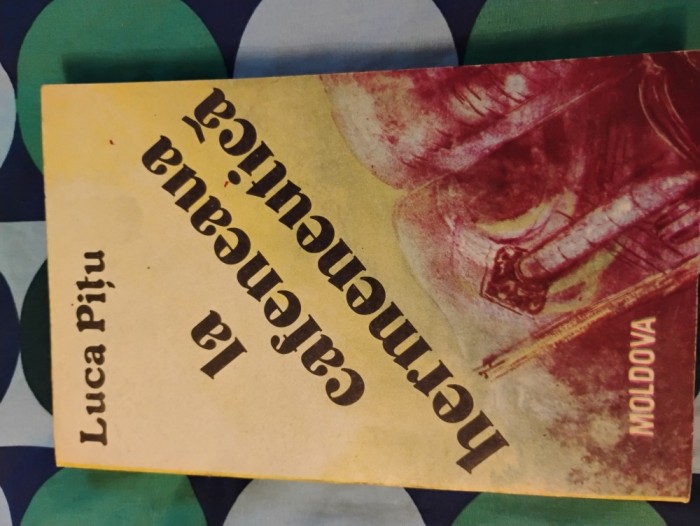 Luca Pițu
la
cafeneaua
hermeneutică
MOLDOVA